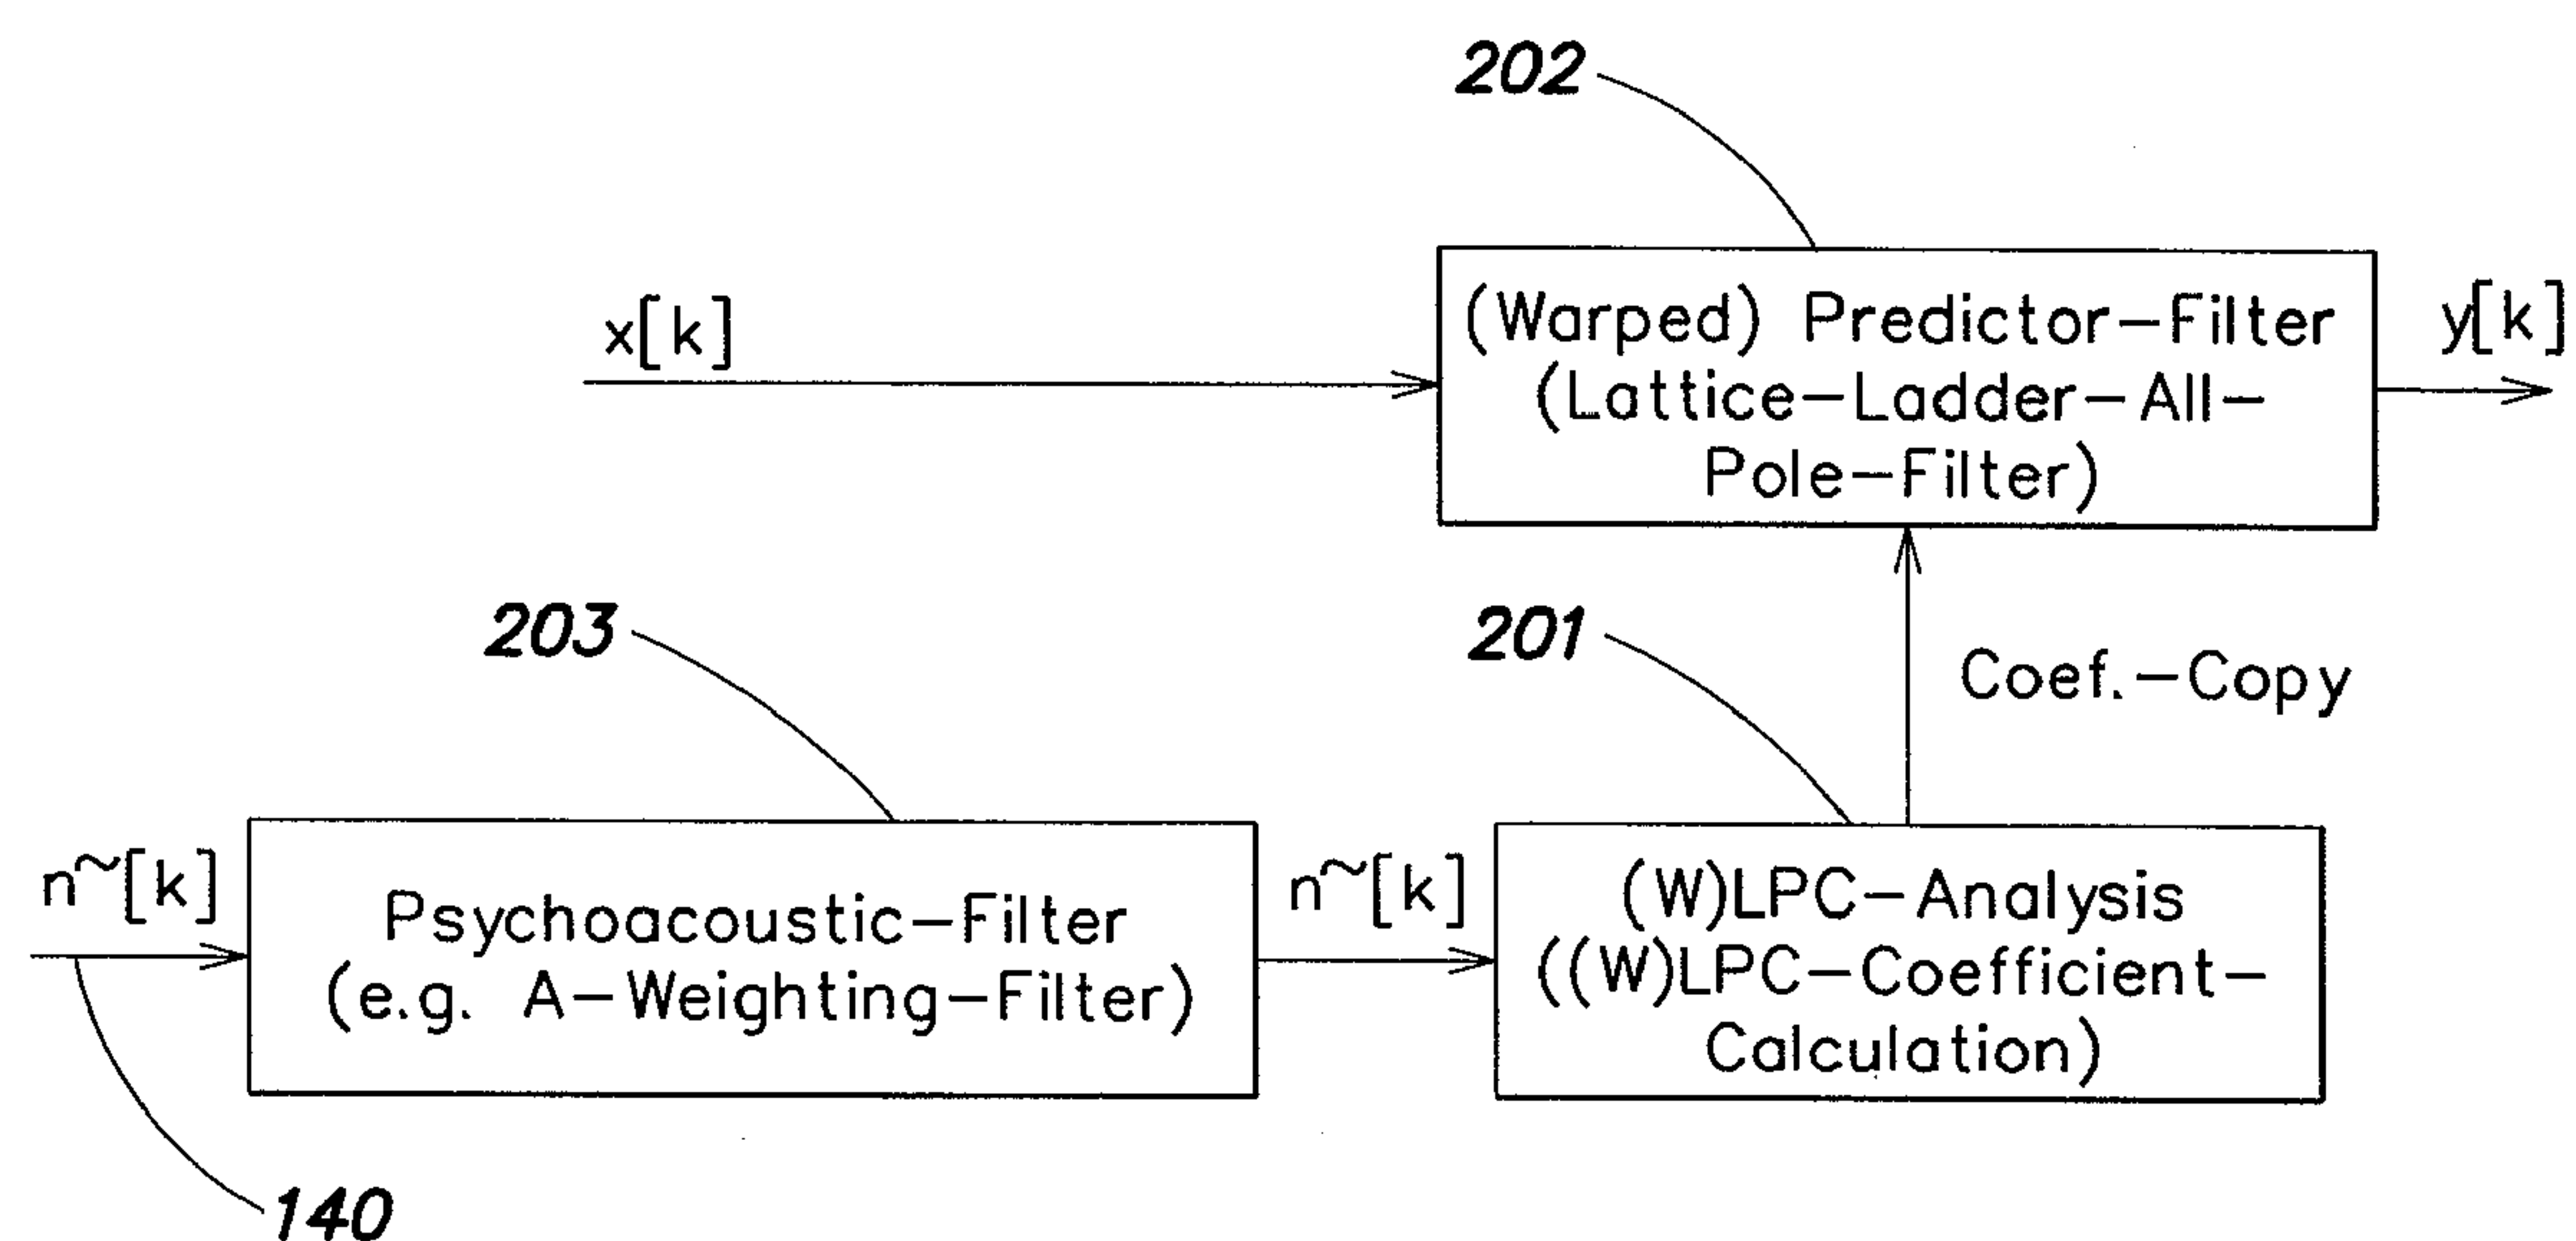 202
x[k]
(Warped) Predictor-Filter
(Lattice-Ladder-All-
Pole-Filter)
y[k]
203
201
Coef.-Copy
n~[k]
Psychoacoustic-Filter
(e.g. A-Weighting-Filter)
n~[k]
(W)LPC-Analysis
((W)LPC-Coefficient-
Calculation)
140